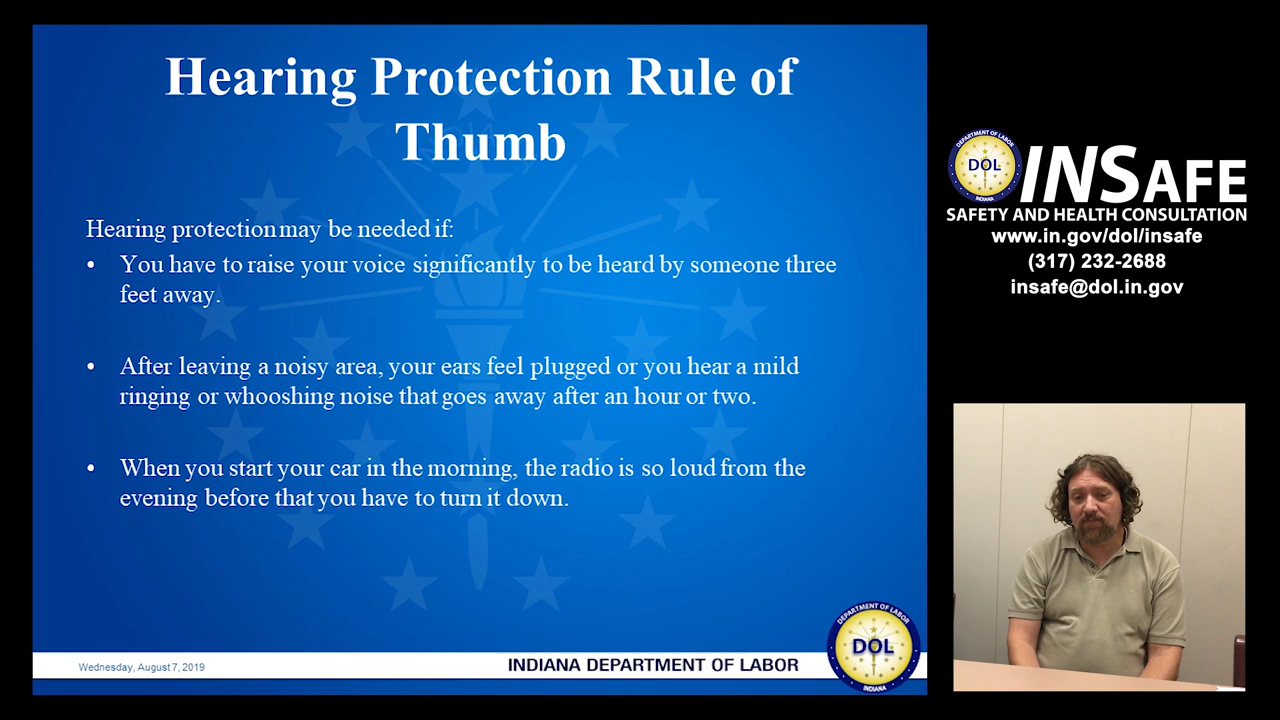 Hearing Protection Rule of
Thumb
Hearing protection may be needed if:
• You have to raise your voice significantly to be heard by someone three
feet away.
• After leaving a noisy area, your ears feel plugged or you hear a mild
ringing or whooshing noise that goes away after an hour or two.
• When you start your car in the morning, the radio is so loud from the
evening before that you have to turn it down.
Wednesday, August 7, 2019
INDIANA DEPARTMENT OF LABOR
DEPARTMENT OF LABOR
DOL
INDIANA
DEPARTMENT OF LABOR
DOL
INDIANA
INSAFE
SAFETY AND HEALTH CONSULTATION
www.in.gov/dol/insafe
(317) 232-2688
insafe@dol.in.gov